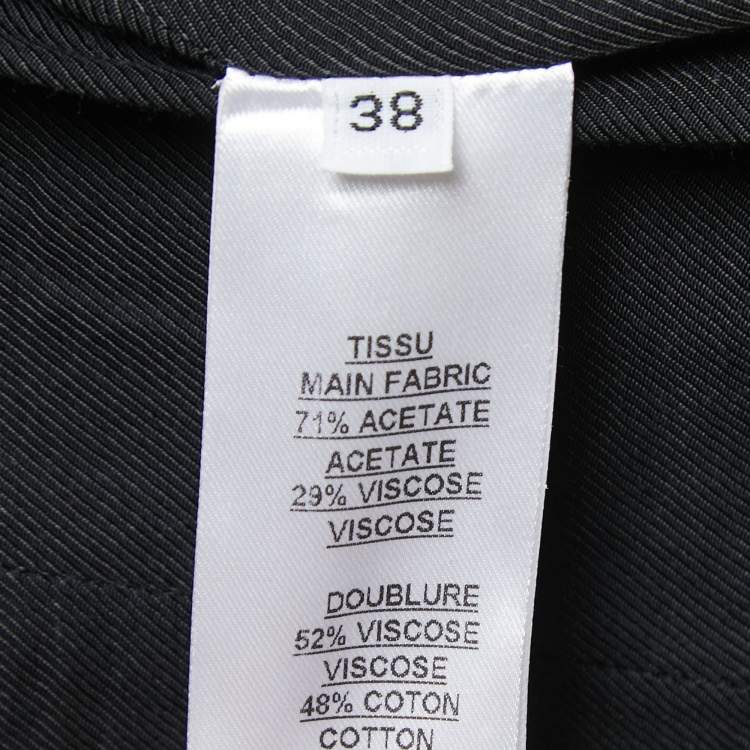 38
TISSU
MAIN FABRIC
71% ACETATE
ACETATE
29% VISCOSE
VISCOSE
DOUBLURE
52% VISCOSE
VISCOSE
48% COTON
COTTON